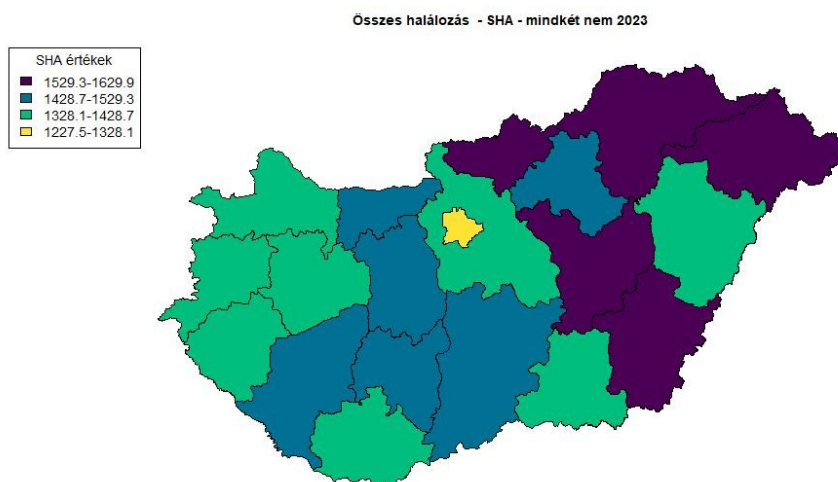 Összes halálozás - SHA - mindkét nem 2023
SHA értékek
1529.3-1629.9
1428.7-1529.3
1328.1-1428.7
1227.5-1328.1